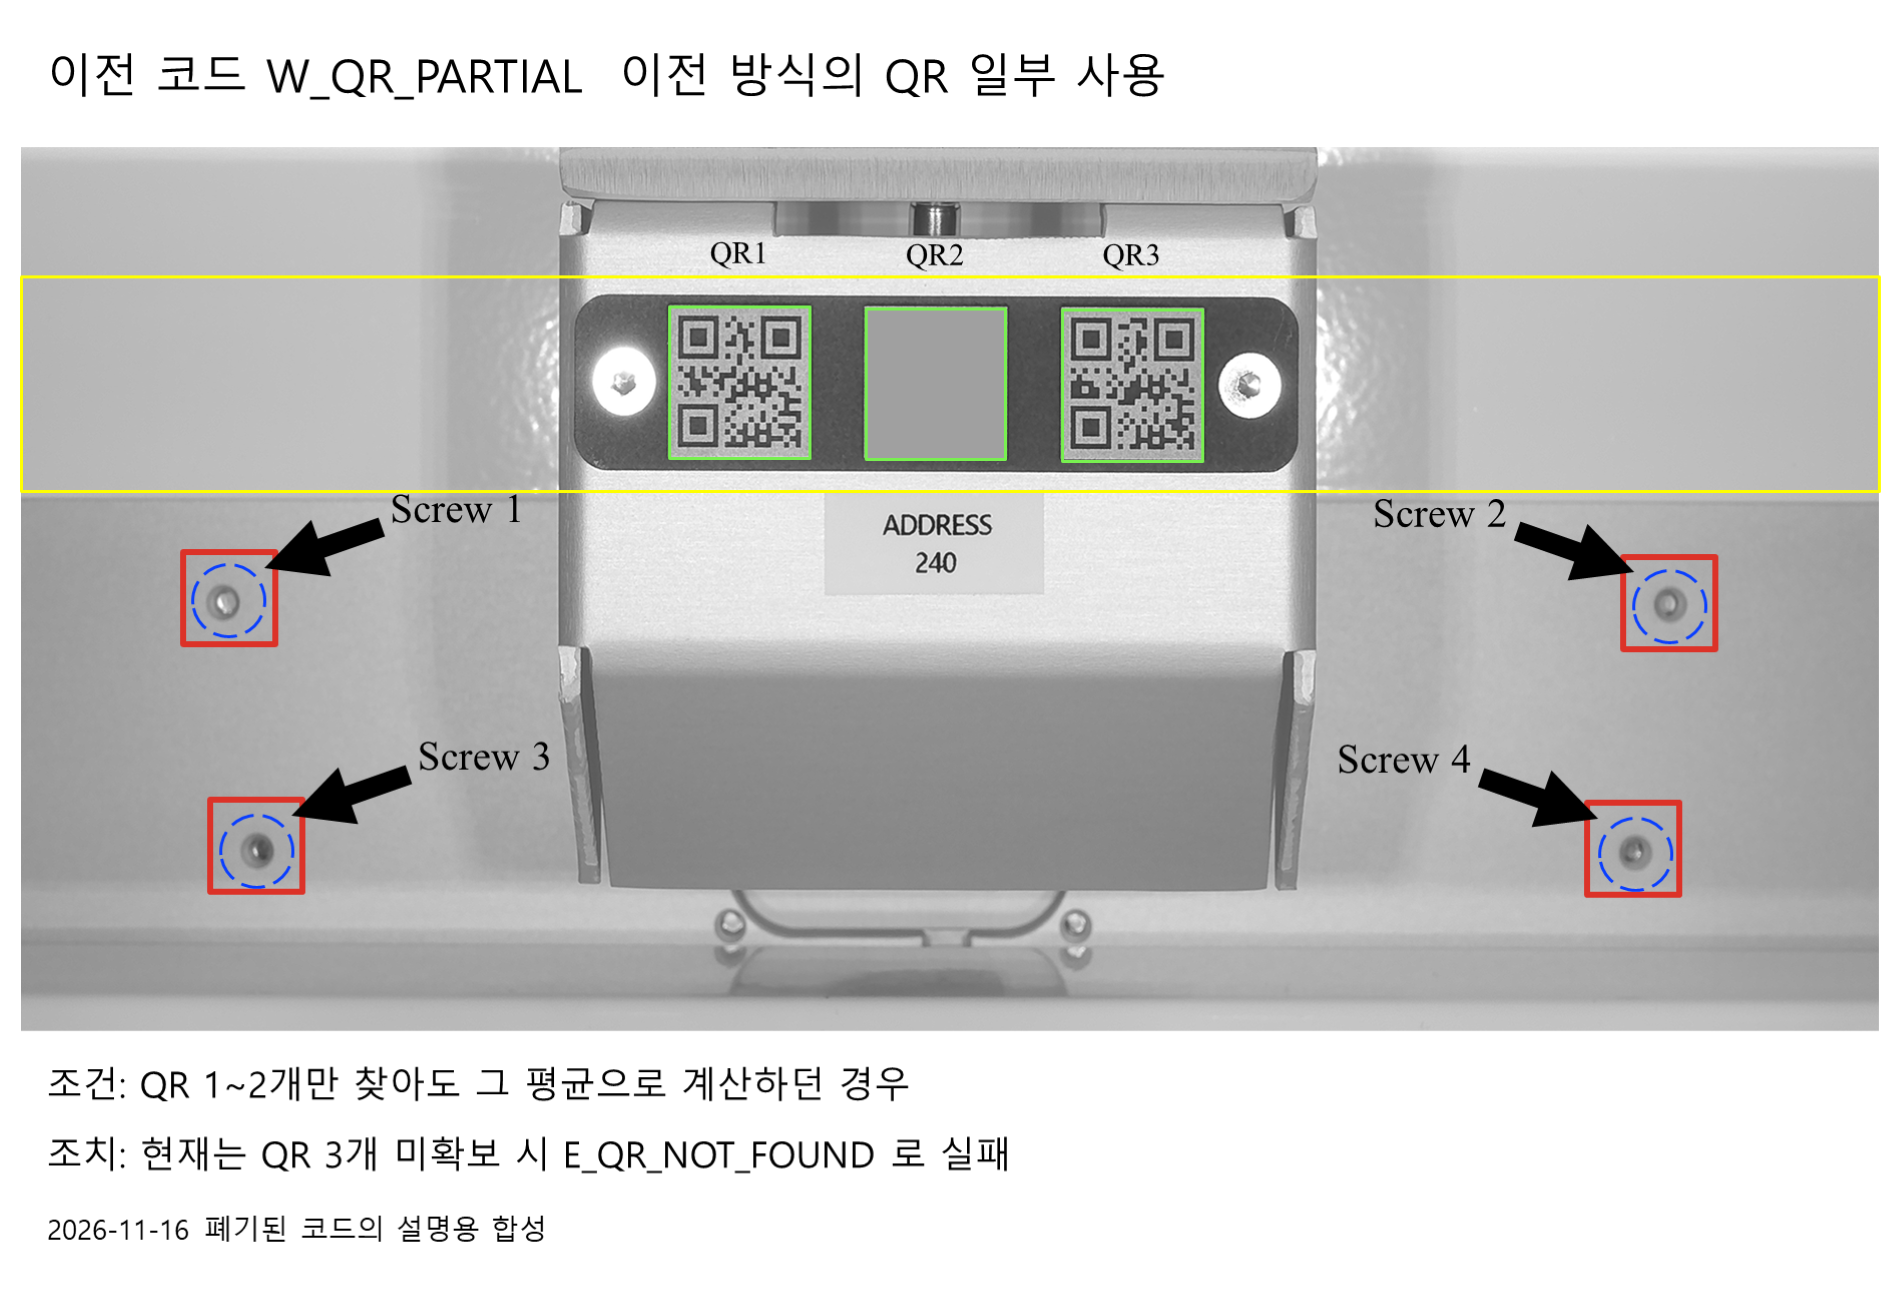 이전 코드 W_QR_PARTIAL 이전 방식의 QR 일부 사용
QR1 QR2 QR3
Screw 1
Screw 2
ADDRESS
240
Screw 3
Screw 4
조건: QR 1~2개만 찾아도 그 평균으로 계산하던 경우
조치: 현재는 QR 3개 미확보 시 E_QR_NOT_FOUND 로 실패
2026-11-16 폐기된 코드의 설명용 합성